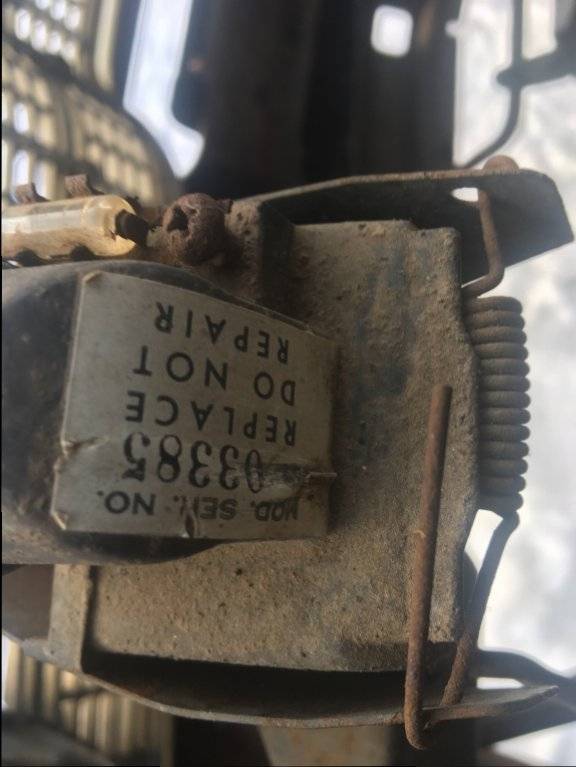 MOD. SER. NO.
03385
REPLACE
DO NOT
REPAIR